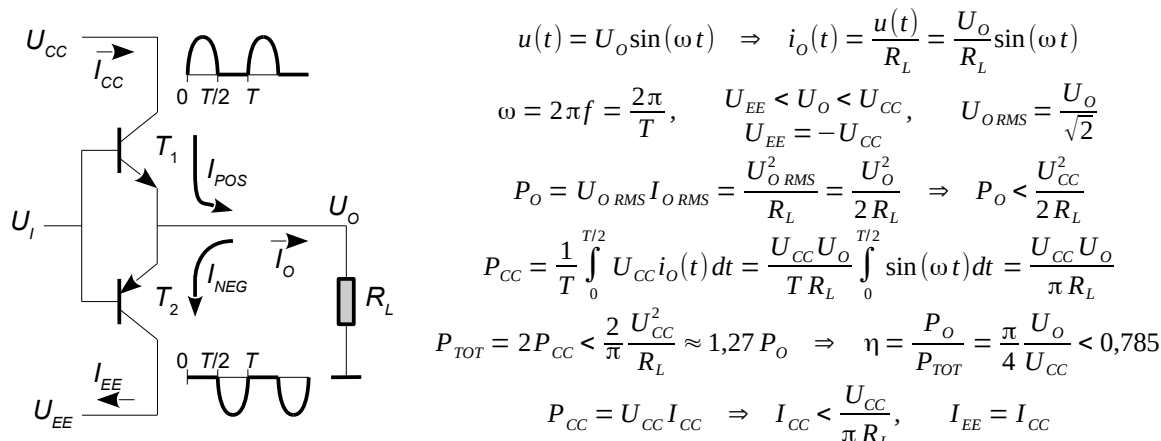 U_CC
I_CC
0 T/2 T
T_1
I_POS
U_I
U_O
I_O
I_NEG
T_2
R_L
0 T/2 T
I_EE
U_EE
u(t) = U_O sin(ωt) ⇒ i_O(t) = u(t)/R_L = U_O/R_L sin(ωt)
ω = 2πf = 2π/T, U_EE < U_O < U_CC, U_EE = −U_CC U_O RMS = U_O/√2
P_O = U_O RMS I_O RMS = U²_O RMS/R_L = U_O²/2R_L ⇒ P_O < U²_CC/2R_L
P_CC = 1/T ∫_0^{T/2} U_CC i_O(t) dt = U_CC U_O/T R_L ∫_0^{T/2} sin(ωt) dt = U_CC U_O/π R_L
P_TOT = 2P_CC < 2/π U²_CC/R_L ≈ 1,27 P_O ⇒ η = P_O/P_TOT = π/4 U_O/U_CC < 0,785
P_CC = U_CC I_CC ⇒ I_CC < U_CC/π R_L, I_EE = I_CC